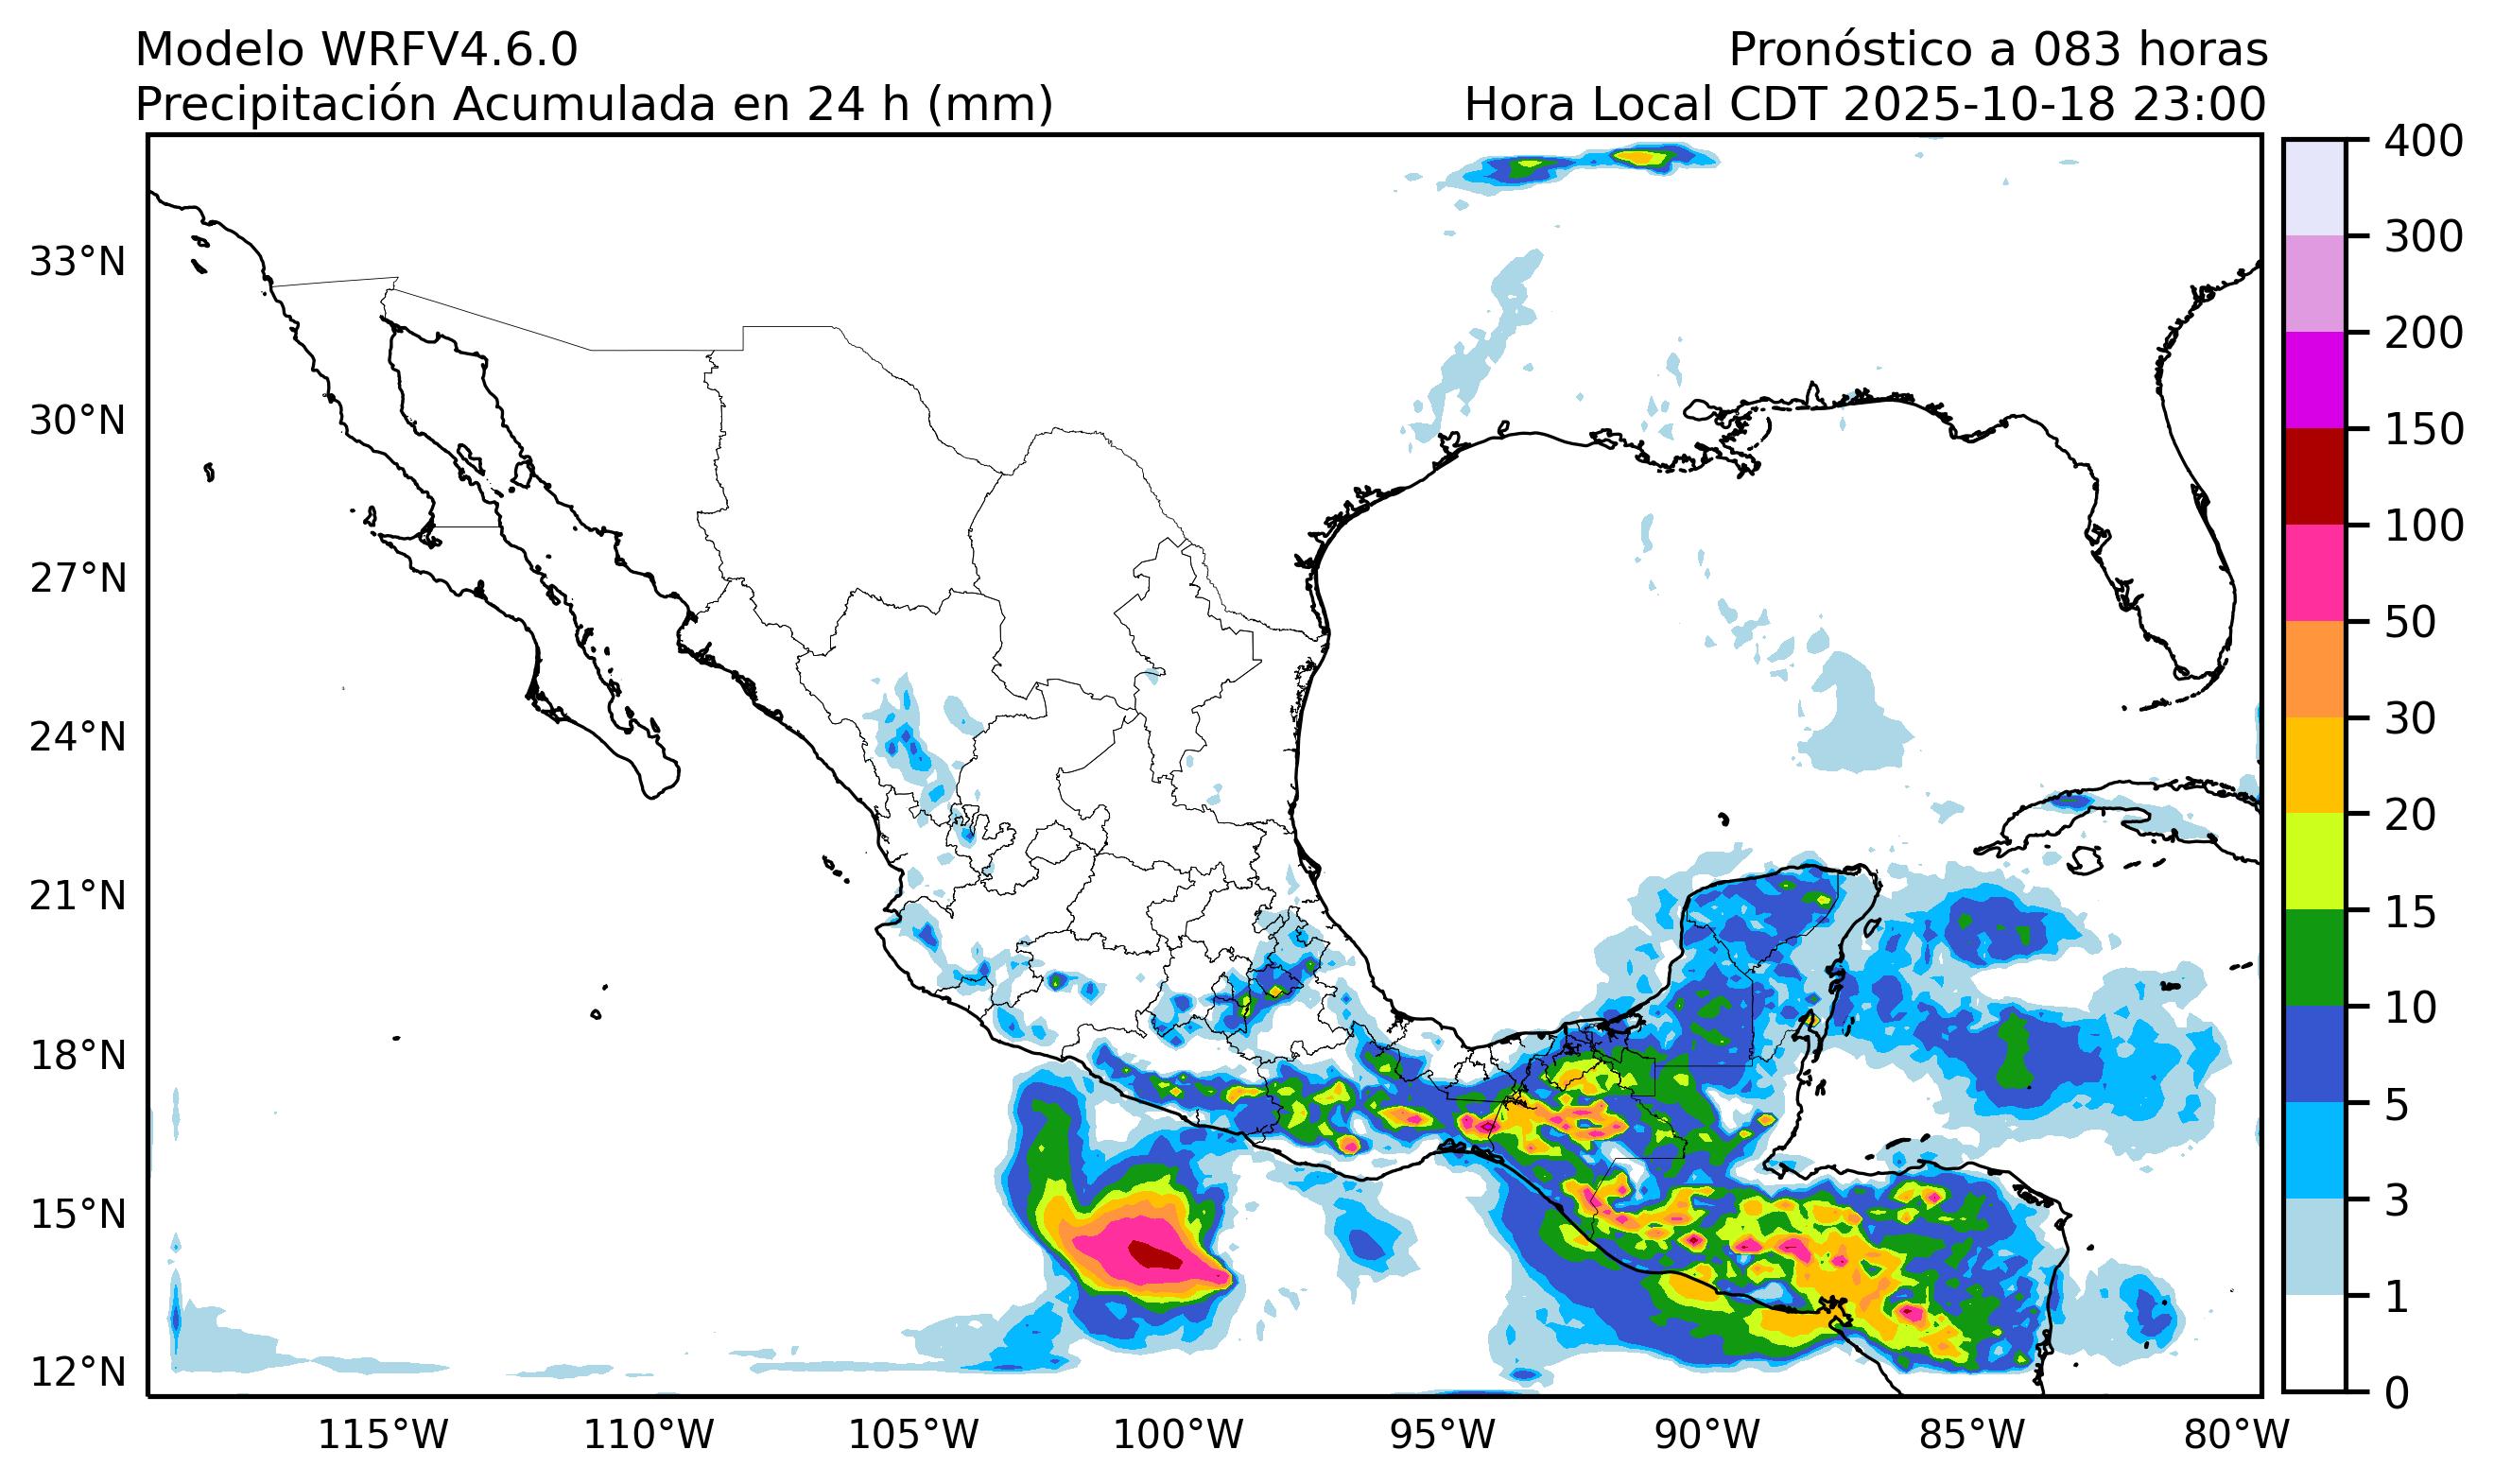 Modelo WRFV4.6.0
Pronóstico a 083 horas
Precipitación Acumulada en 24 h (mm)
Hora Local CDT 2025-10-18 23:00
33°N
30°N
27°N
24°N
21°N
18°N
15°N
12°N
115°W
110°W
105°W
100°W
95°W
90°W
85°W
80°W
400
300
200
150
100
50
30
20
15
10
5
3
1
0